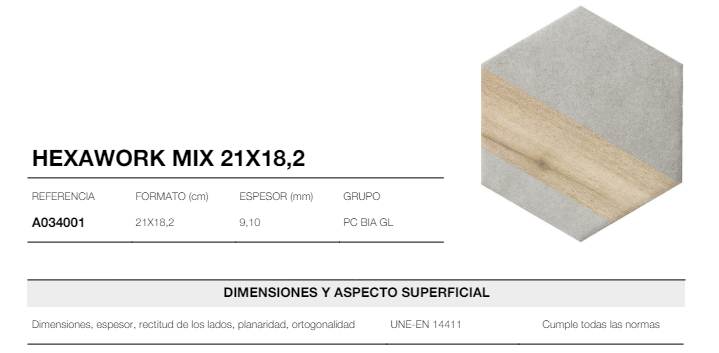 HEXAWORK MIX 21X18,2
REFERENCIA FORMATO (cm) ESPESOR (mm) GRUPO
A034001 21X18,2 9,10 PC BIA GL
DIMENSIONES Y ASPECTO SUPERFICIAL
Dimensiones, espesor, rectitud de los lados, planaridad, ortogonalidad UNE-EN 14411 Cumple todas las normas